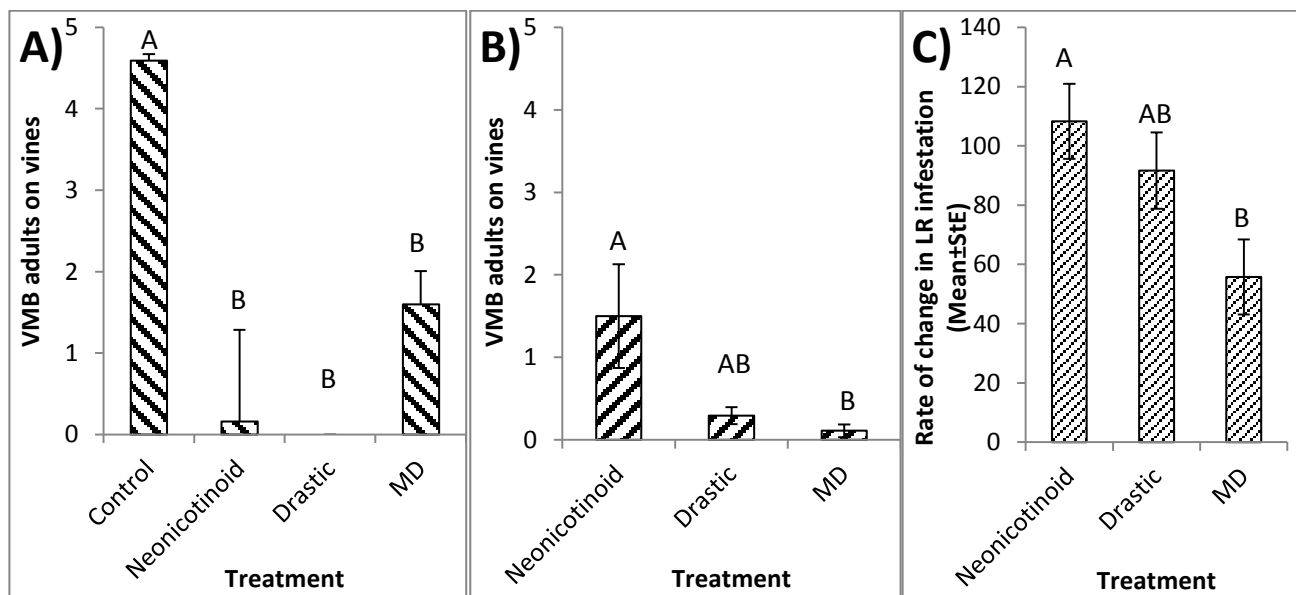 A)
VMB adults on vines
5
4
3
2
1
0
A
B
B
B
Control
Neonicotinoid
Drastic
MD
Treatment
B)
VMB adults on vines
5
4
3
2
1
0
A
AB
B
Neonicotinoid
Drastic
MD
Treatment
C)
Rate of change in LR infestation
(Mean±StE)
140
120
100
80
60
40
20
0
A
AB
B
Neonicotinoid
Drastic
MD
Treatment